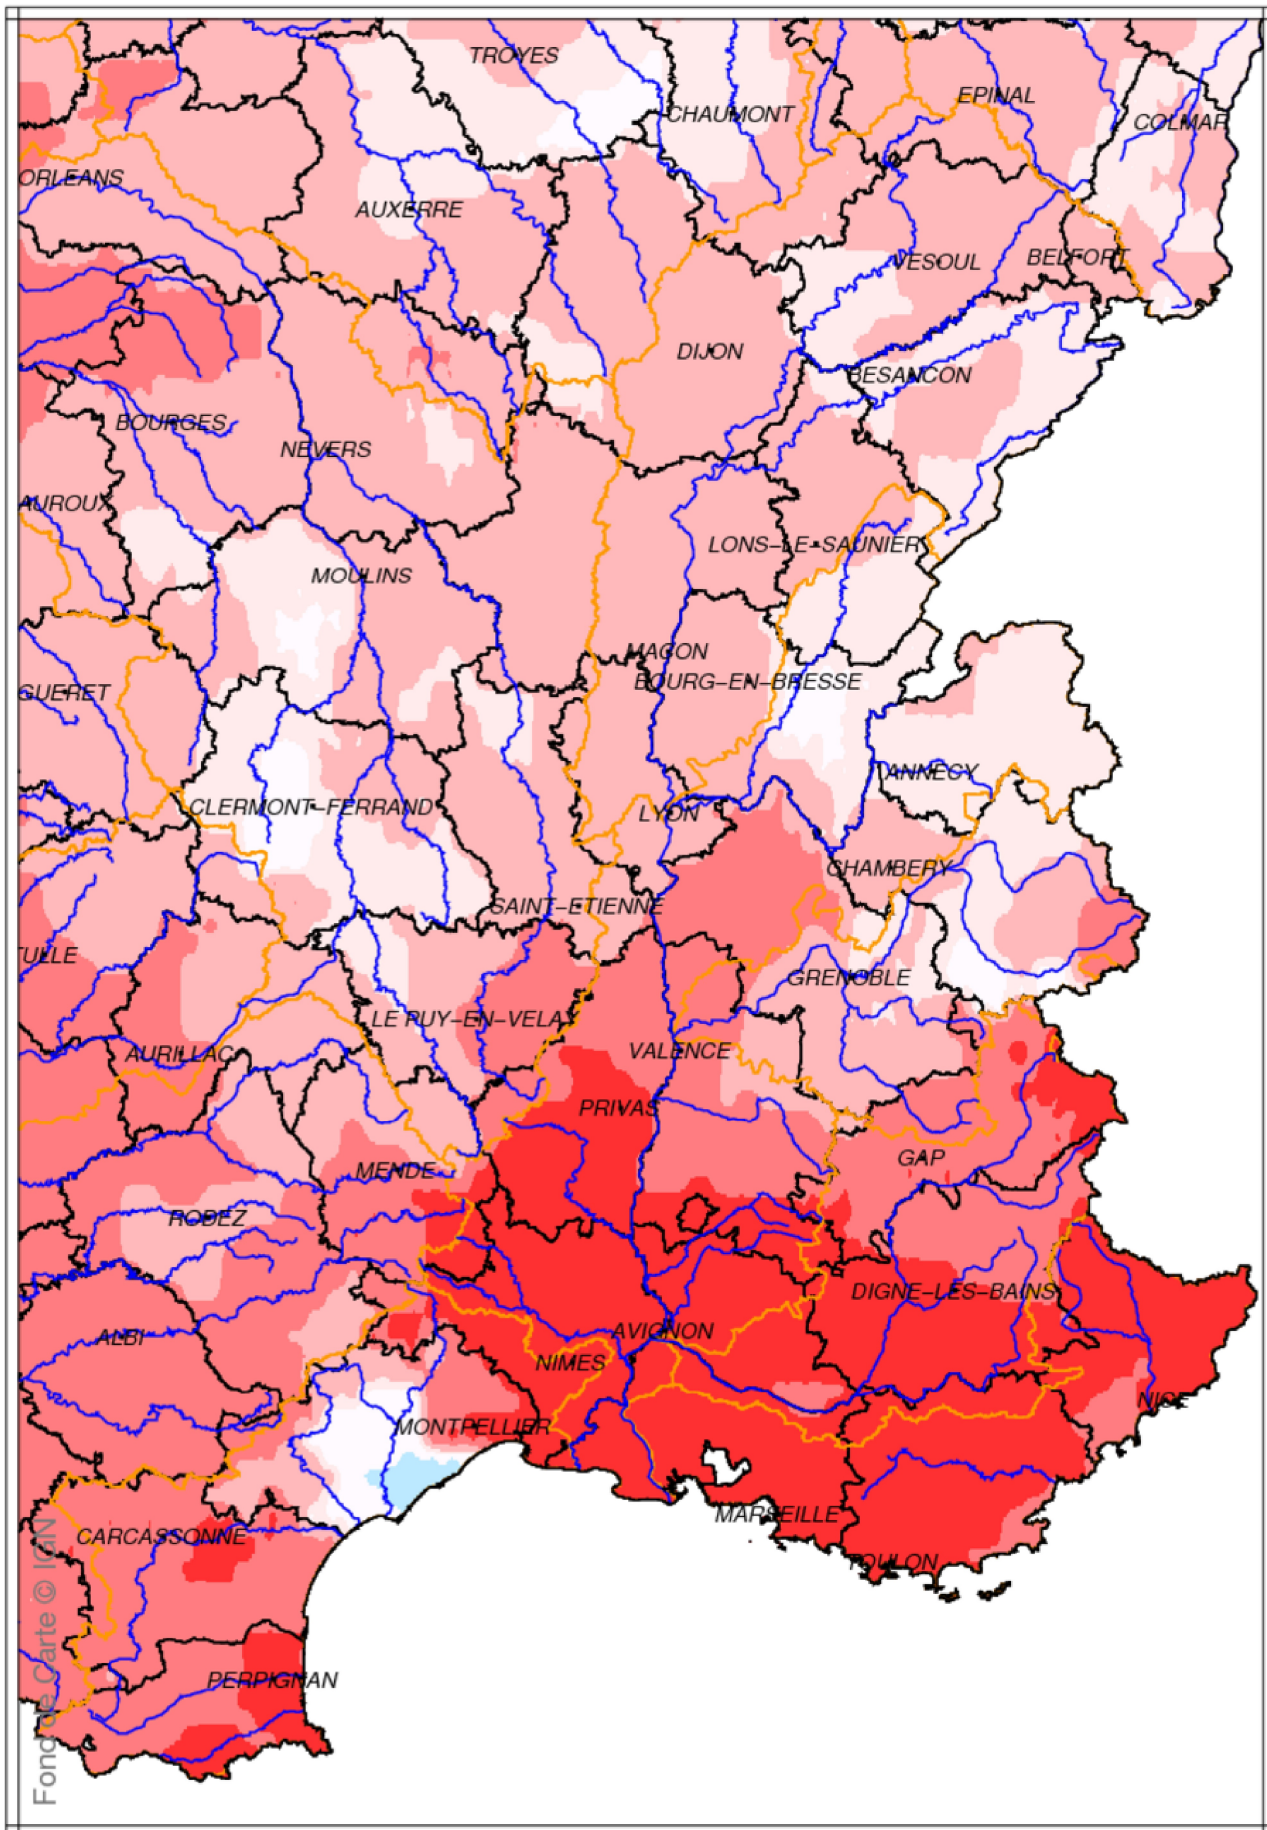 TROYES
CHAUMONT
EPINAL
COLMAR
ORLEANS
AUXERRE
VESOUL
BELFORT
DIJON
BESANCON
BOURGES
NEVERS
AUROUX
LONS-LE-SAUNIER
MOULINS
MACON
BOURG-EN-BRESSE
GUERET
ANNECY
CLERMONT-FERRAND
LYON
CHAMBERY
SAINT-ETIENNE
TULLE
GRENOBLE
LE PUY-EN-VELAY
VALENCE
AURILLAC
PRIVAS
GAP
MENDE
RODEZ
DIGNE-LES-BAINS
AVIGNON
ALBI
NIMES
NICE
MONTPELLIER
MARSEILLE
CARCASSONNE
TOULON
PERPIGNAN
Fond de Carte © IGN